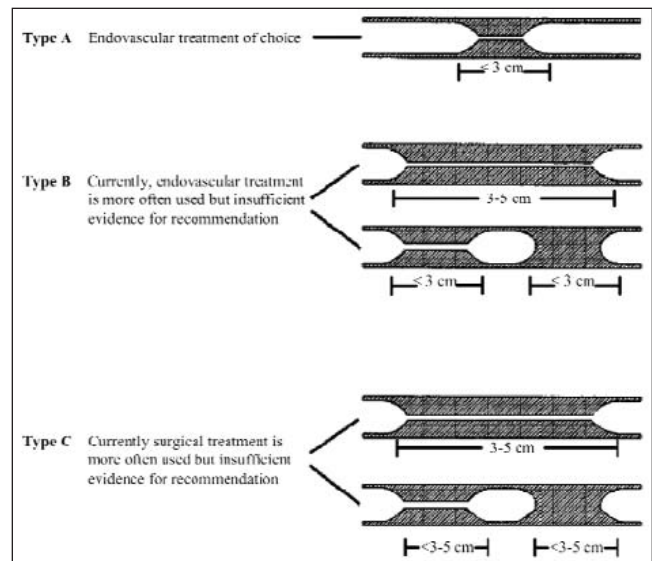 Type A Endovascular treatment of choice
< 3 cm
Type B Currently, endovascular treatment
is more often used but insufficient
evidence for recommendation
3-5 cm
< 3 cm < 3 cm
Type C Currently surgical treatment is
more often used but insufficient
evidence for recommendation
3-5 cm
<3-5 cm <3-5 cm